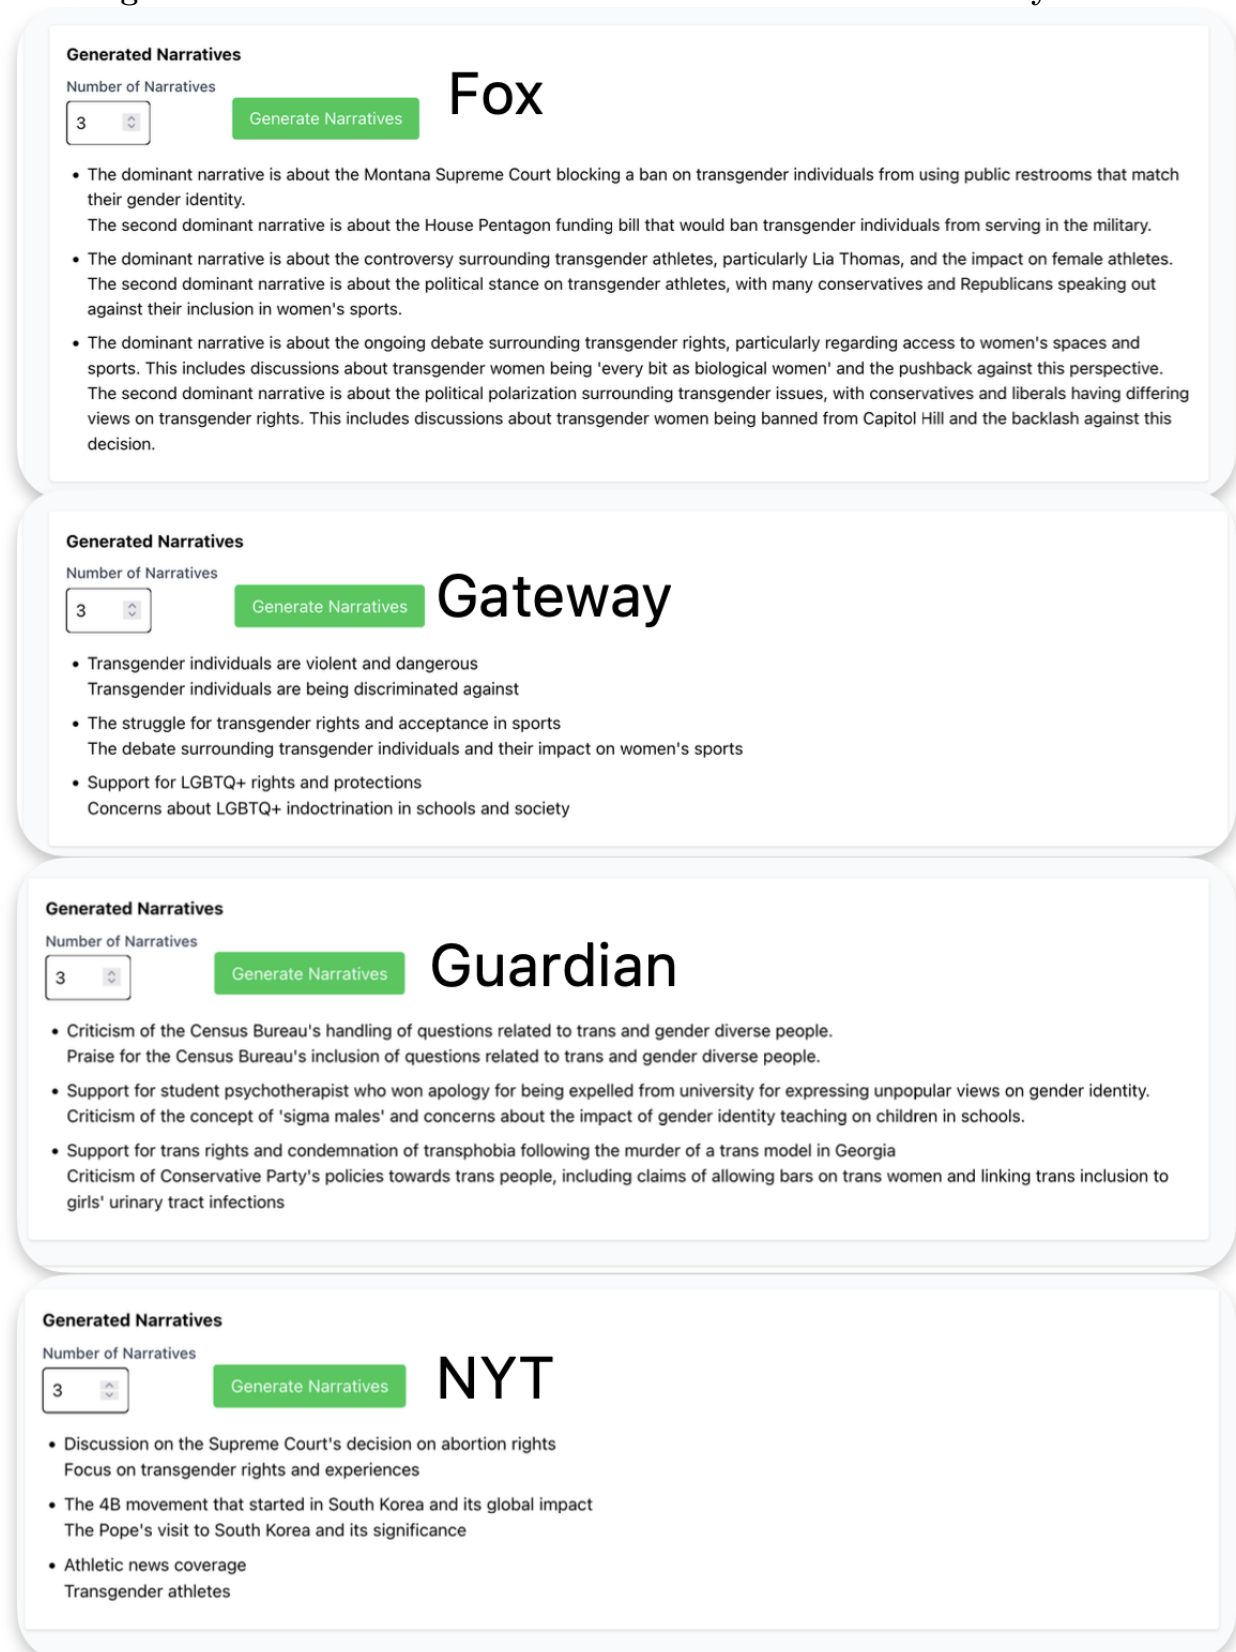 Generated Narratives
Number of Narratives
3
Generate Narratives
Fox
• The dominant narrative is about the Montana Supreme Court blocking a ban on transgender individuals from using public restrooms that match
their gender identity.
The second dominant narrative is about the House Pentagon funding bill that would ban transgender individuals from serving in the military.
• The dominant narrative is about the controversy surrounding transgender athletes, particularly Lia Thomas, and the impact on female athletes.
The second dominant narrative is about the political stance on transgender athletes, with many conservatives and Republicans speaking out
against their inclusion in women's sports.
• The dominant narrative is about the ongoing debate surrounding transgender rights, particularly regarding access to women's spaces and
sports. This includes discussions about transgender women being 'every bit as biological women' and the pushback against this perspective.
The second dominant narrative is about the political polarization surrounding transgender issues, with conservatives and liberals having differing
views on transgender rights. This includes discussions about transgender women being banned from Capitol Hill and the backlash against this
decision.
Generated Narratives
Number of Narratives
3
Generate Narratives
Gateway
• Transgender individuals are violent and dangerous
Transgender individuals are being discriminated against
• The struggle for transgender rights and acceptance in sports
The debate surrounding transgender individuals and their impact on women's sports
• Support for LGBTQ+ rights and protections
Concerns about LGBTQ+ indoctrination in schools and society
Generated Narratives
Number of Narratives
3
Generate Narratives
Guardian
• Criticism of the Census Bureau's handling of questions related to trans and gender diverse people.
Praise for the Census Bureau's inclusion of questions related to trans and gender diverse people.
• Support for student psychotherapist who won apology for being expelled from university for expressing unpopular views on gender identity.
Criticism of the concept of 'sigma males' and concerns about the impact of gender identity teaching on children in schools.
• Support for trans rights and condemnation of transphobia following the murder of a trans model in Georgia
Criticism of Conservative Party's policies towards trans people, including claims of allowing bars on trans women and linking trans inclusion to
girls' urinary tract infections
Generated Narratives
Number of Narratives
3
Generate Narratives
NYT
• Discussion on the Supreme Court's decision on abortion rights
Focus on transgender rights and experiences
• The 4B movement that started in South Korea and its global impact
The Pope's visit to South Korea and its significance
• Athletic news coverage
Transgender athletes